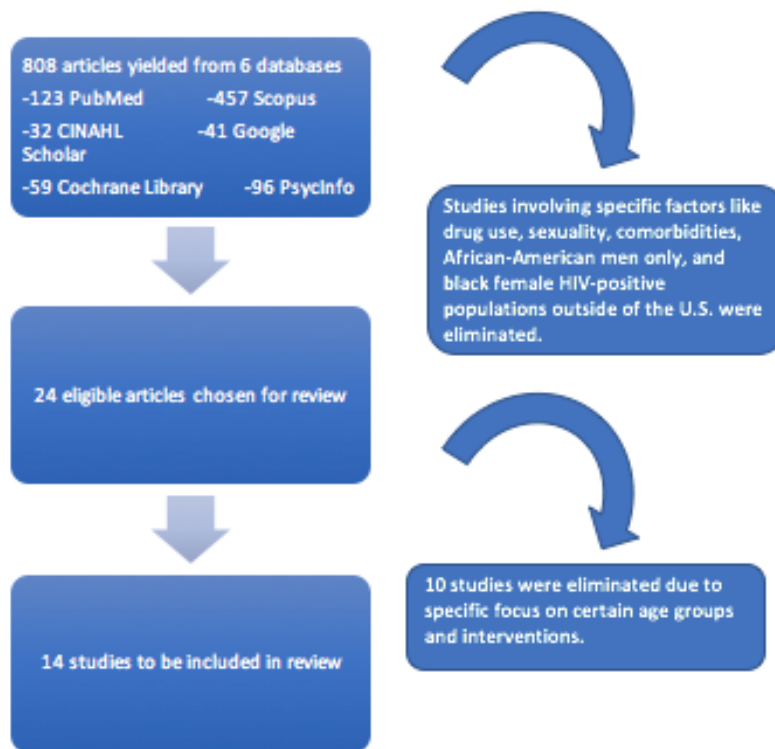 808 articles yielded from 6 databases
-123 PubMed -457 Scopus
-32 CINAHL -41 Google
Scholar
-59 Cochrane Library -96 PsycInfo
Studies involving specific factors like
drug use, sexuality, comorbidities,
African-American men only, and
black female HIV-positive
populations outside of the U.S. were
eliminated.
24 eligible articles chosen for review
10 studies were eliminated due to
specific focus on certain age groups
and interventions.
14 studies to be included in review